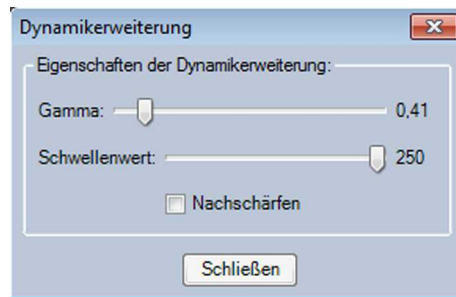 Dynamikerweiterung
Eigenschaften der Dynamikerweiterung:
Gamma: 0,41
Schwellenwert: 250
Nachschärfen
Schließen